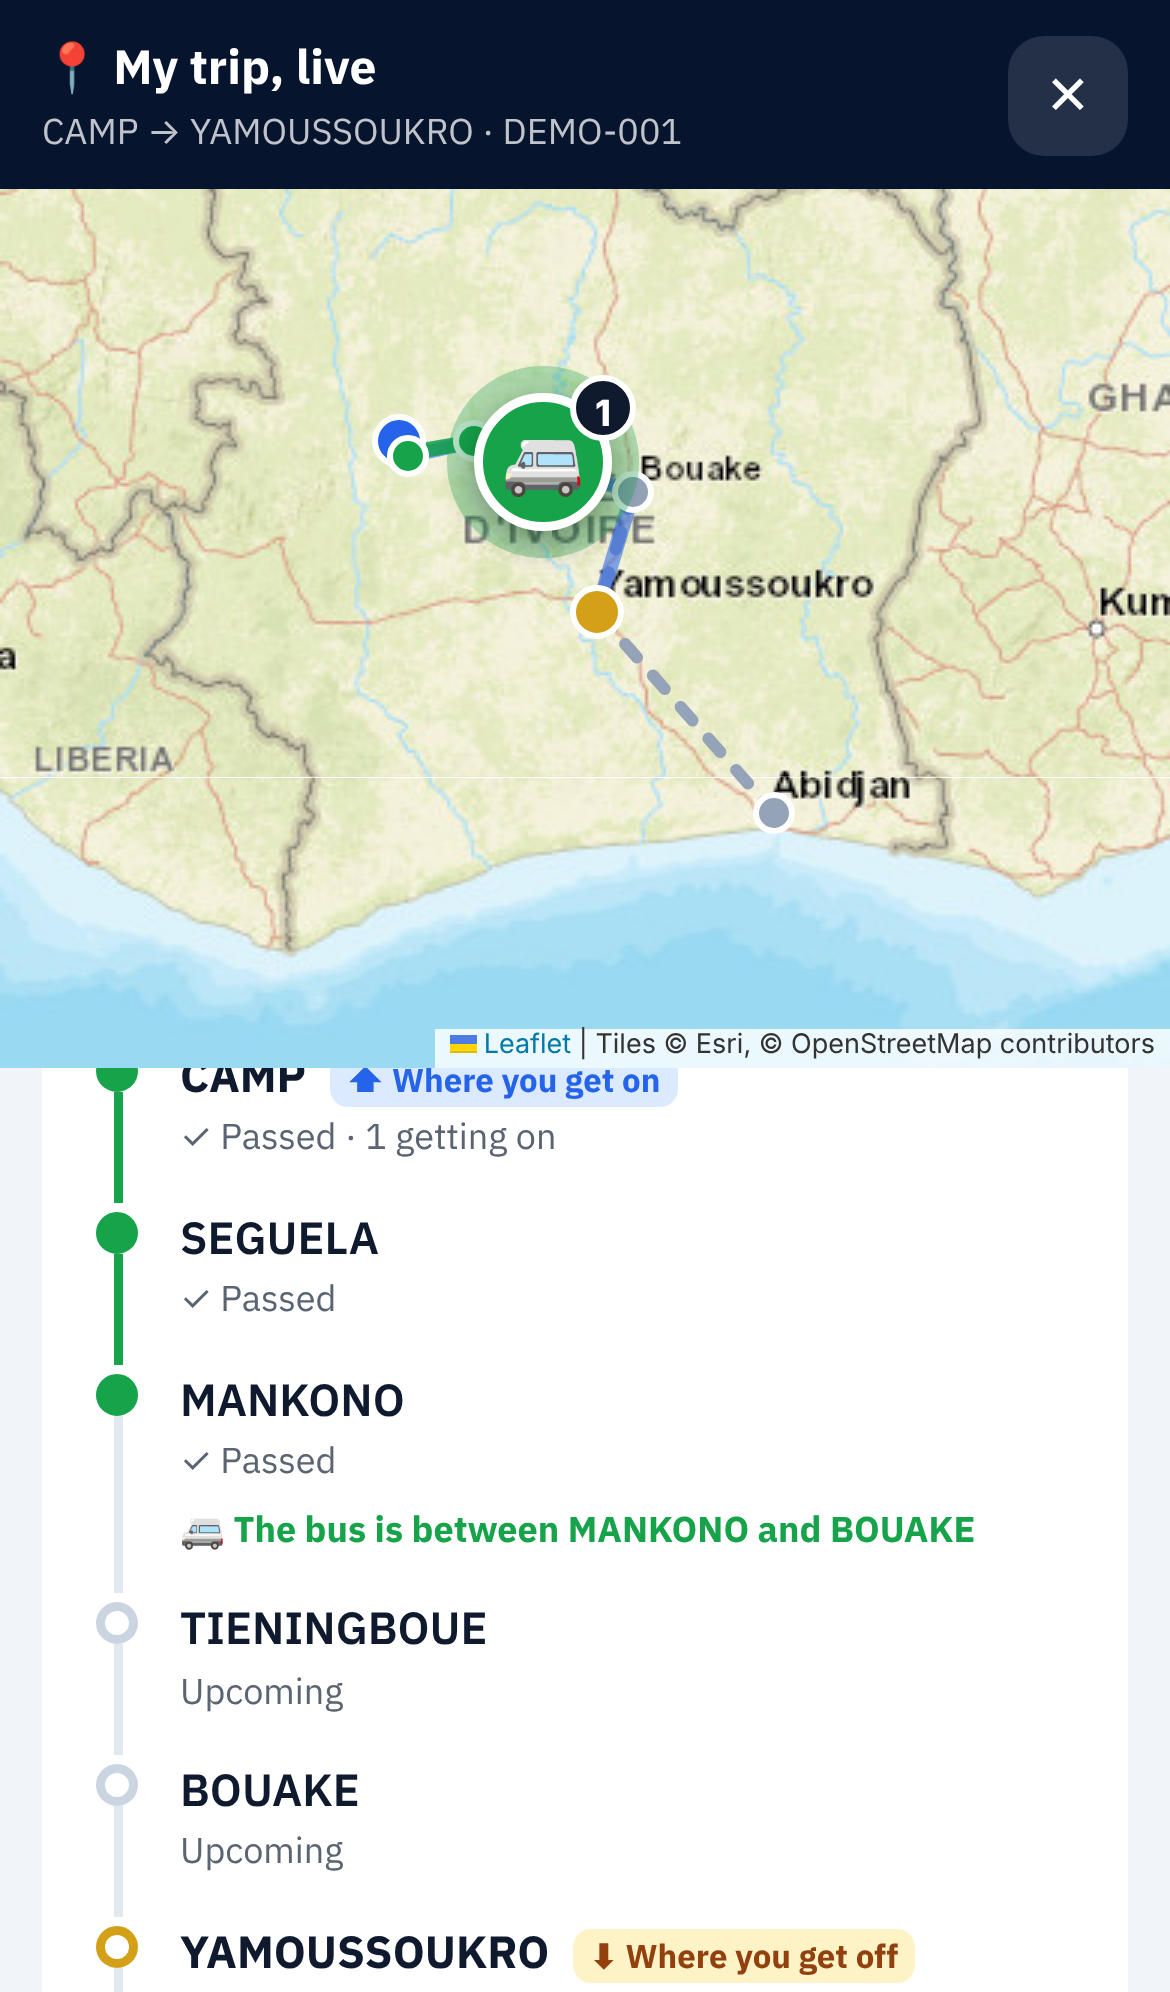 My trip, live
CAMP → YAMOUSSOUKRO · DEMO-001
GHA
1
Bouake
D'IVOIRE
Yamoussoukro
Kum
a
LIBERIA
Abidjan
Leaflet | Tiles © Esri, © OpenStreetMap contributors
CAMP Where you get on
✓ Passed · 1 getting on
SEGUELA
✓ Passed
MANKONO
✓ Passed
The bus is between MANKONO and BOUAKE
TIENINGBOUE
Upcoming
BOUAKE
Upcoming
YAMOUSSOUKRO Where you get off